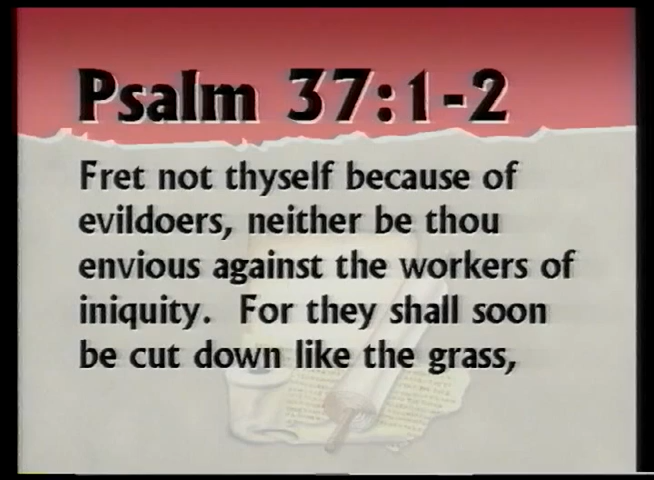 Psalm 37:1-2
Fret not thyself because of
evildoers, neither be thou
envious against the workers of
iniquity.  For they shall soon
be cut down like the grass,